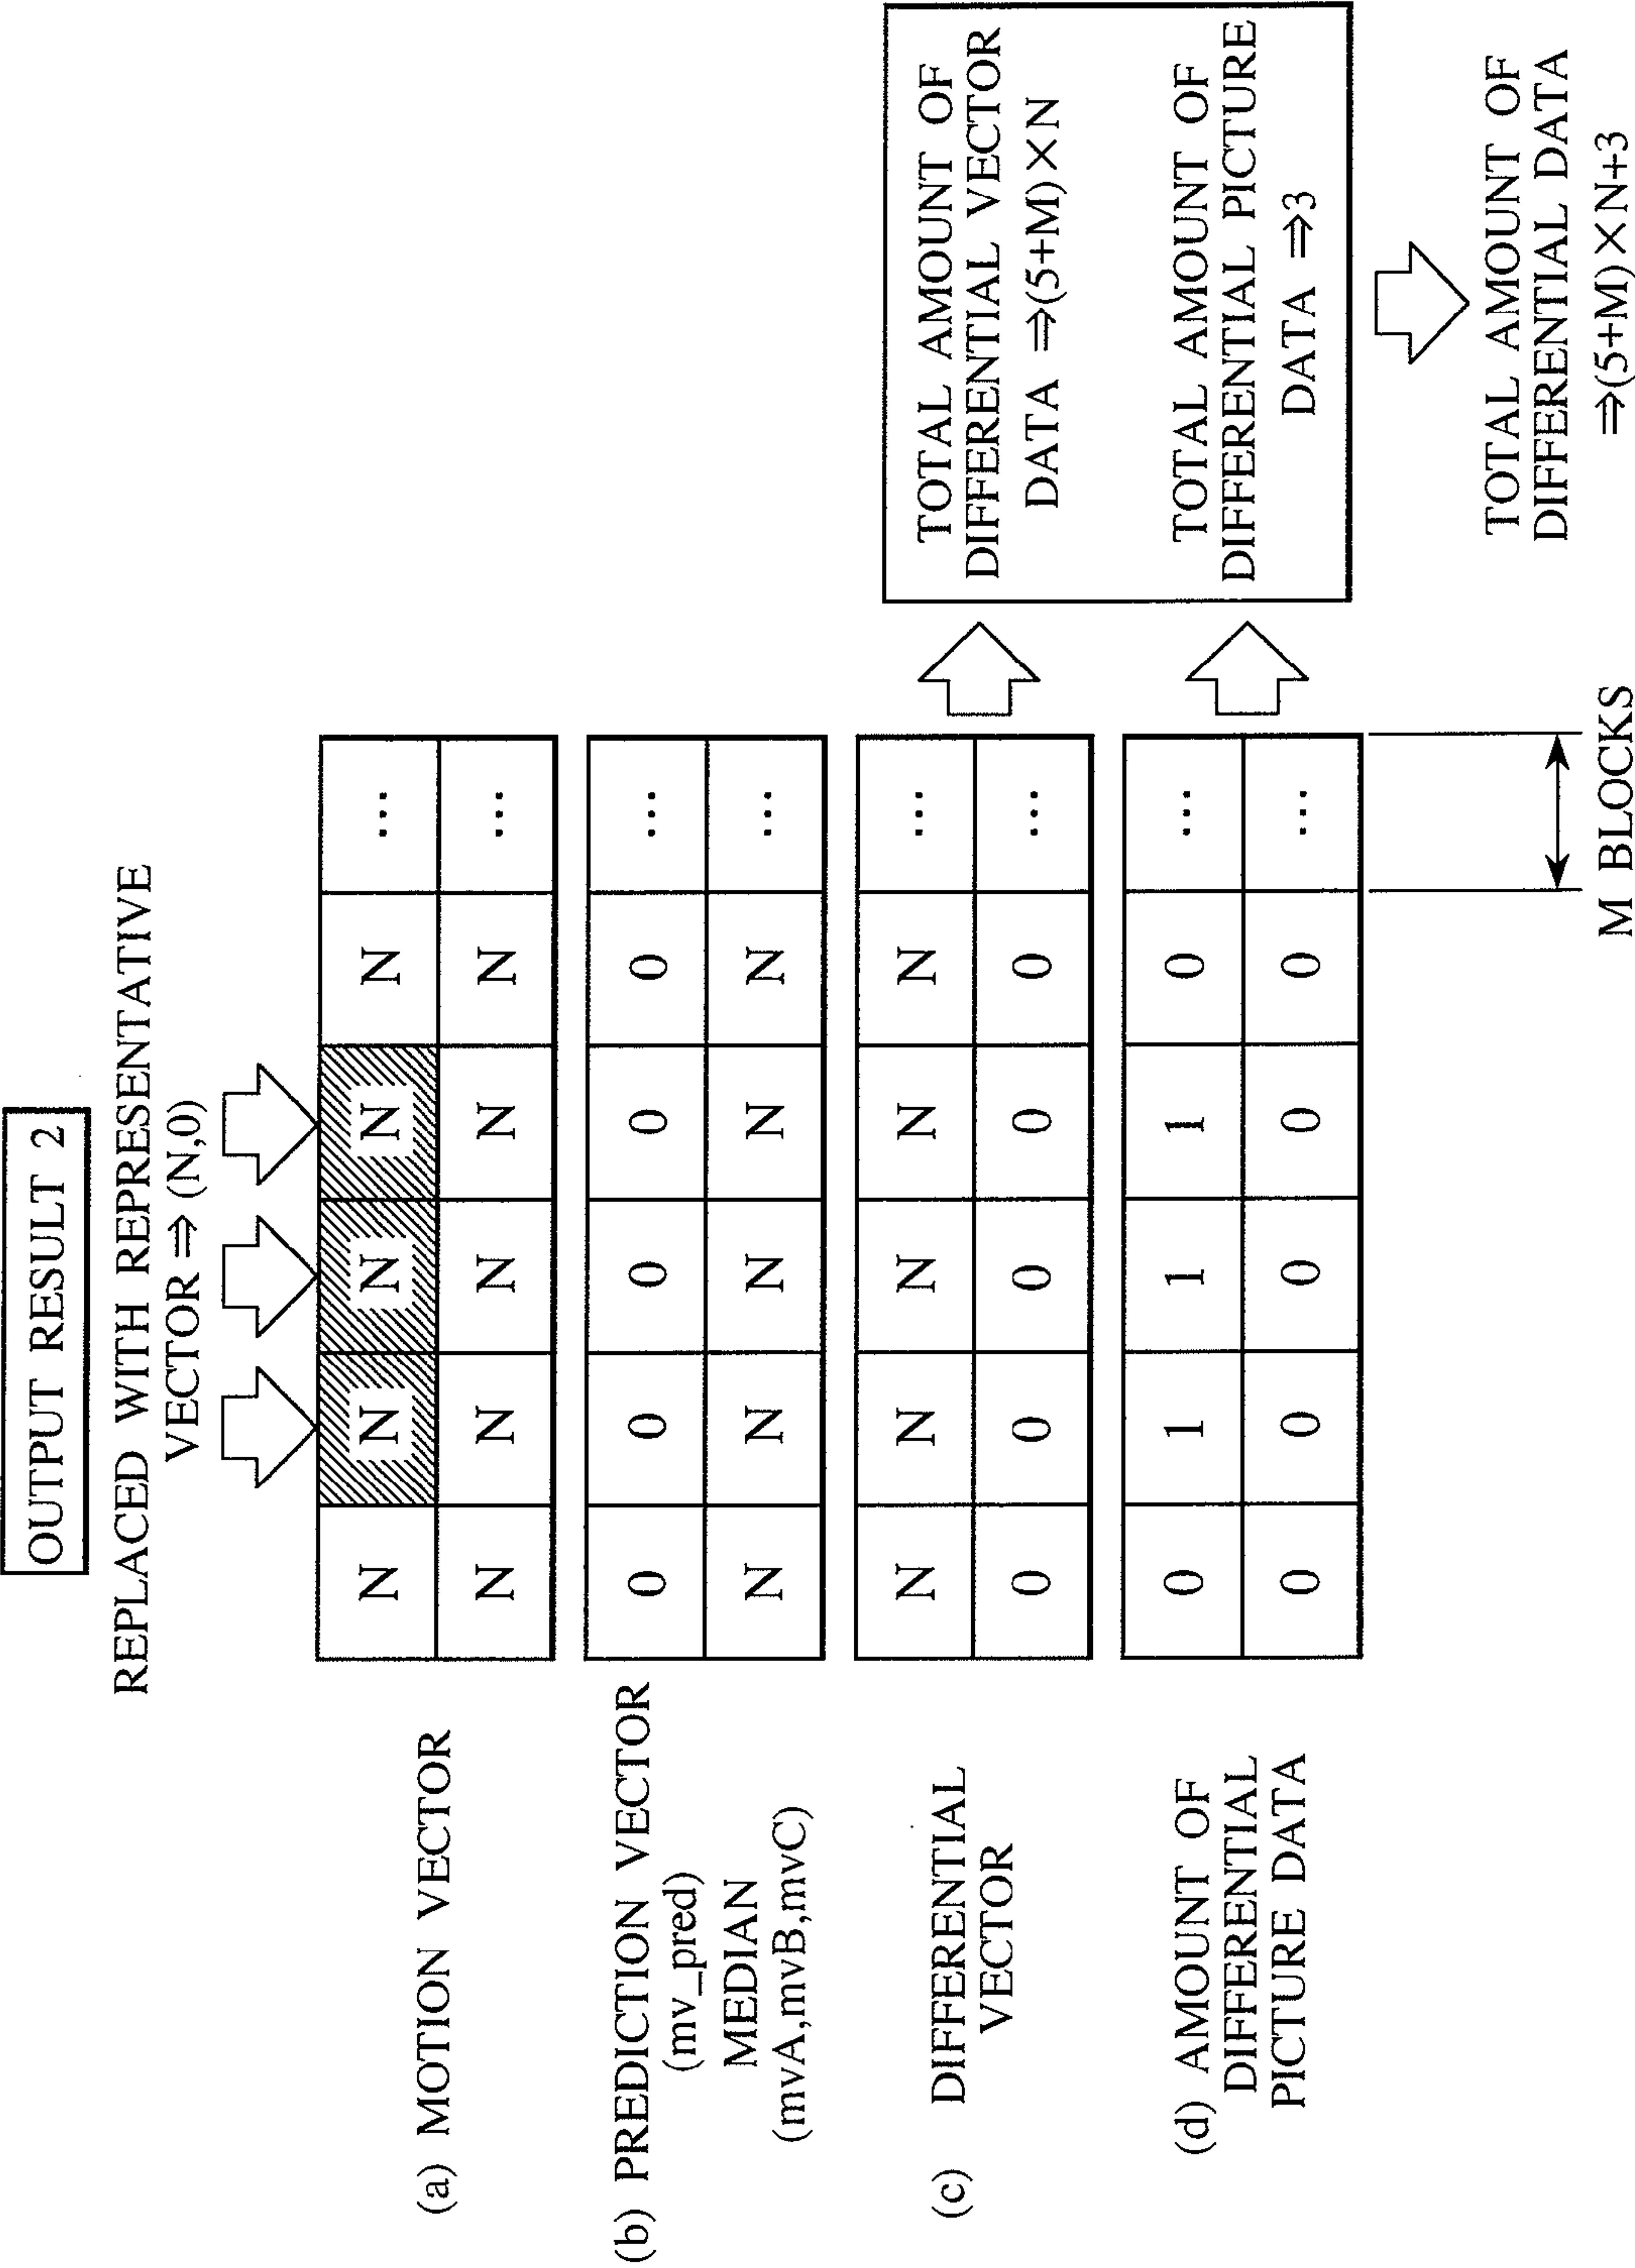 OUTPUT RESULT 2
REPLACED WITH REPRESENTATIVE
VECTOR ⇒ (N,0)
(a) MOTION VECTOR
N N N N N ...
N N N N N ...
(b) PREDICTION VECTOR
(mv_pred)
MEDIAN
(mvA,mvB,mvC)
0 0 0 0 0 ...
N N N N N ...
(c) DIFFERENTIAL
VECTOR
N N N N N ...
0 0 0 0 0 ...
(d) AMOUNT OF
DIFFERENTIAL
PICTURE DATA
0 1 1 1 0 ...
0 0 0 0 0 ...
M BLOCKS
TOTAL AMOUNT OF
DIFFERENTIAL VECTOR
DATA ⇒(5+M)×N
TOTAL AMOUNT OF
DIFFERENTIAL PICTURE
DATA ⇒3
TOTAL AMOUNT OF
DIFFERENTIAL DATA
⇒(5+M)×N+3